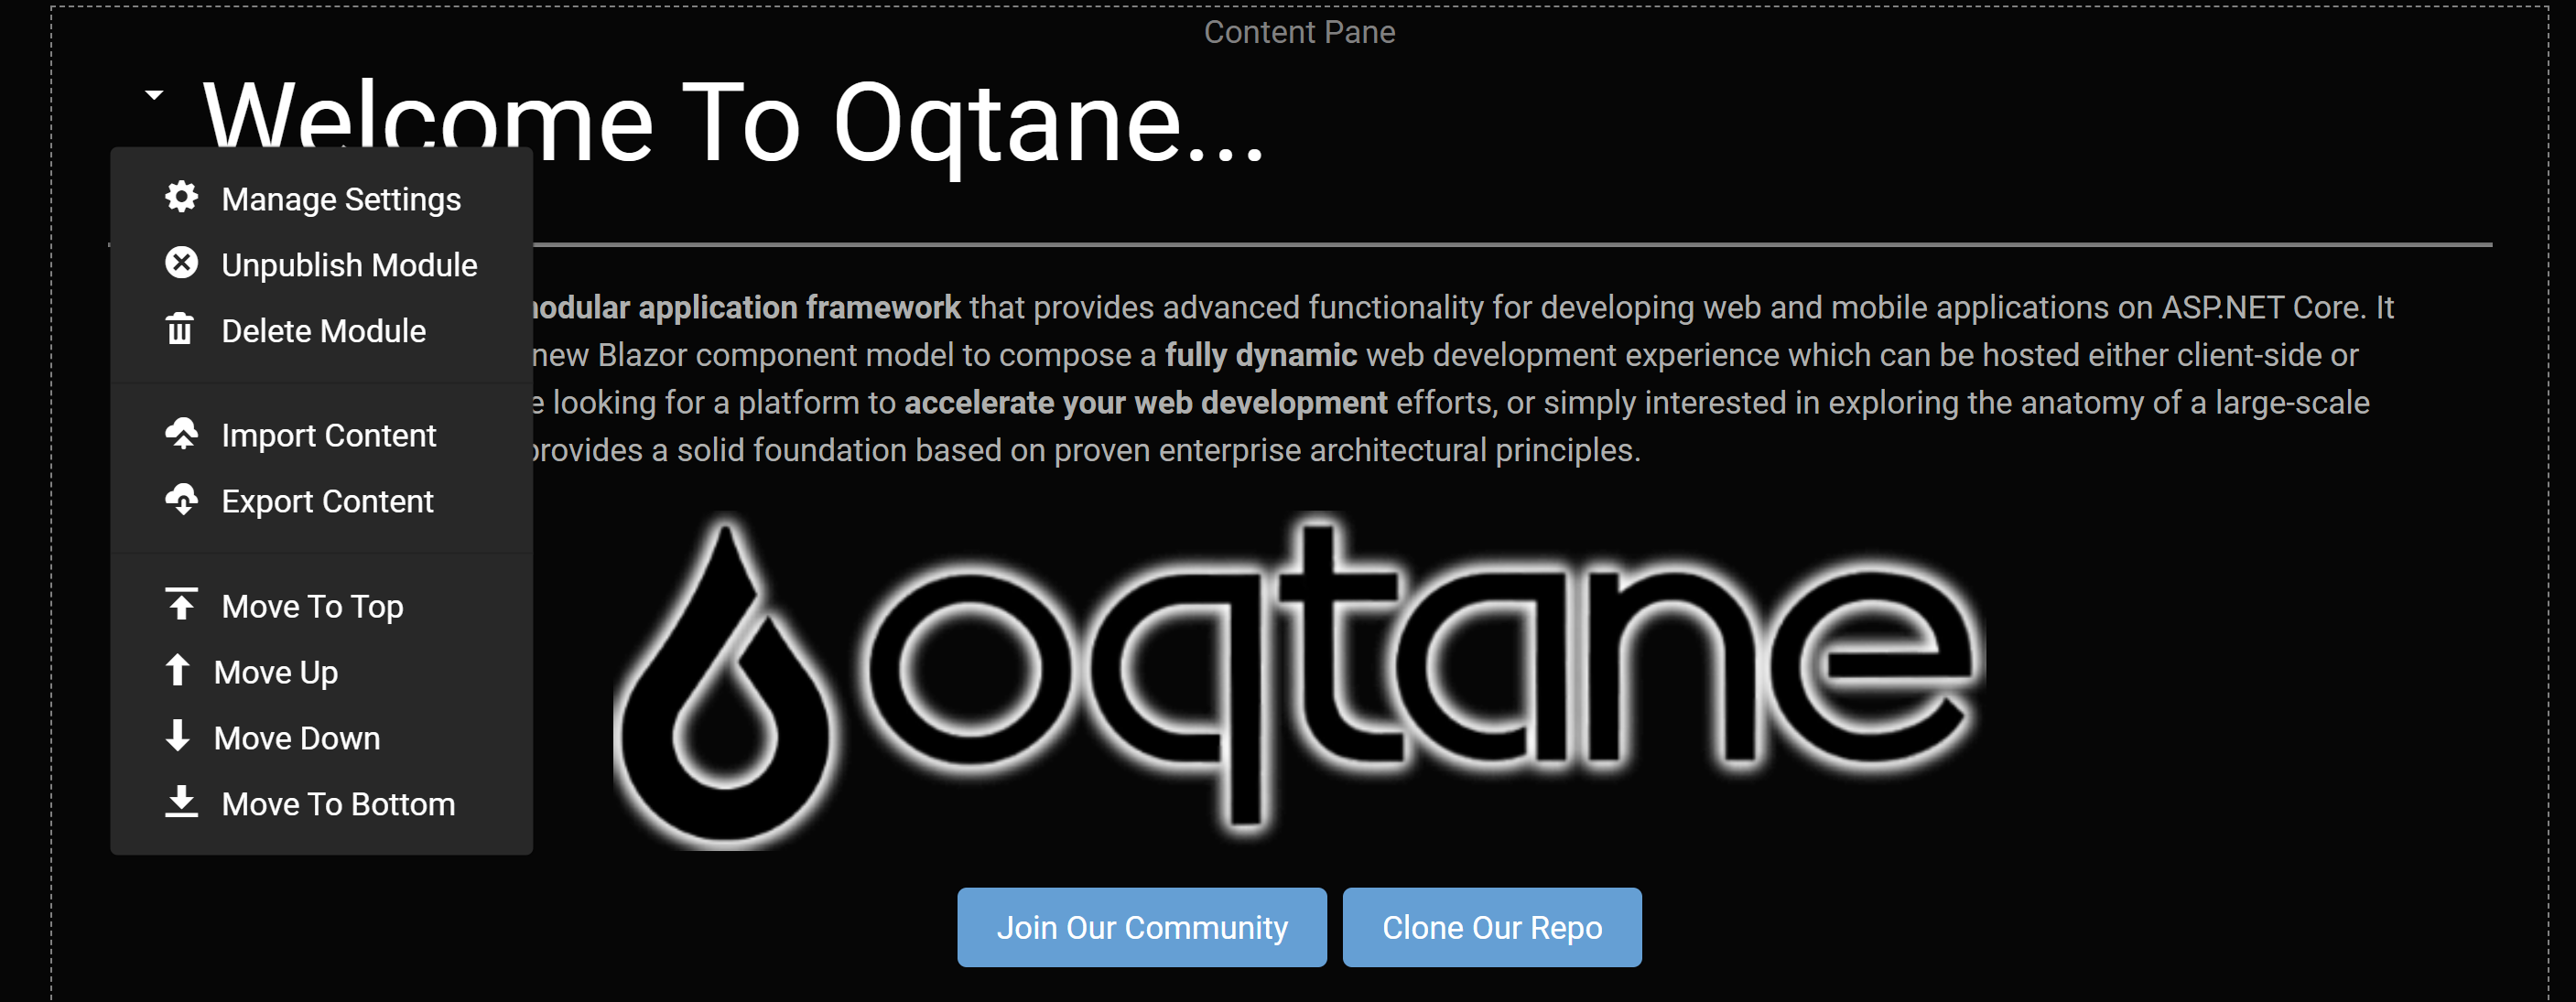 Content Pane
Welcome To Oqtane...
Manage Settings
Unpublish Module
Delete Module
Import Content
Export Content
Move To Top
Move Up
Move Down
Move To Bottom
application framework that provides advanced functionality for developing web and mobile applications on ASP.NET Core. It
new Blazor component model to compose a fully dynamic web development experience which can be hosted either client-side or
looking for a platform to accelerate your web development efforts, or simply interested in exploring the anatomy of a large-scale
provides a solid foundation based on proven enterprise architectural principles.
oqtane
Join Our Community
Clone Our Repo